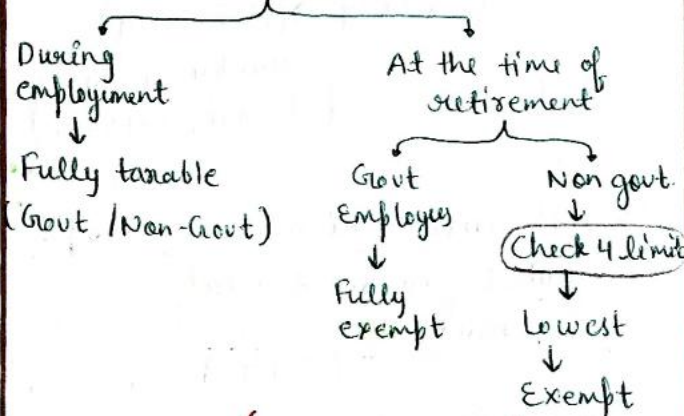 During
employment
Fully taxable
(Govt /Non-Govt)
At the time of
retirement
Govt
Employees
Fully
exempt
Non govt.
Check 4 limit
Lowest
Exempt